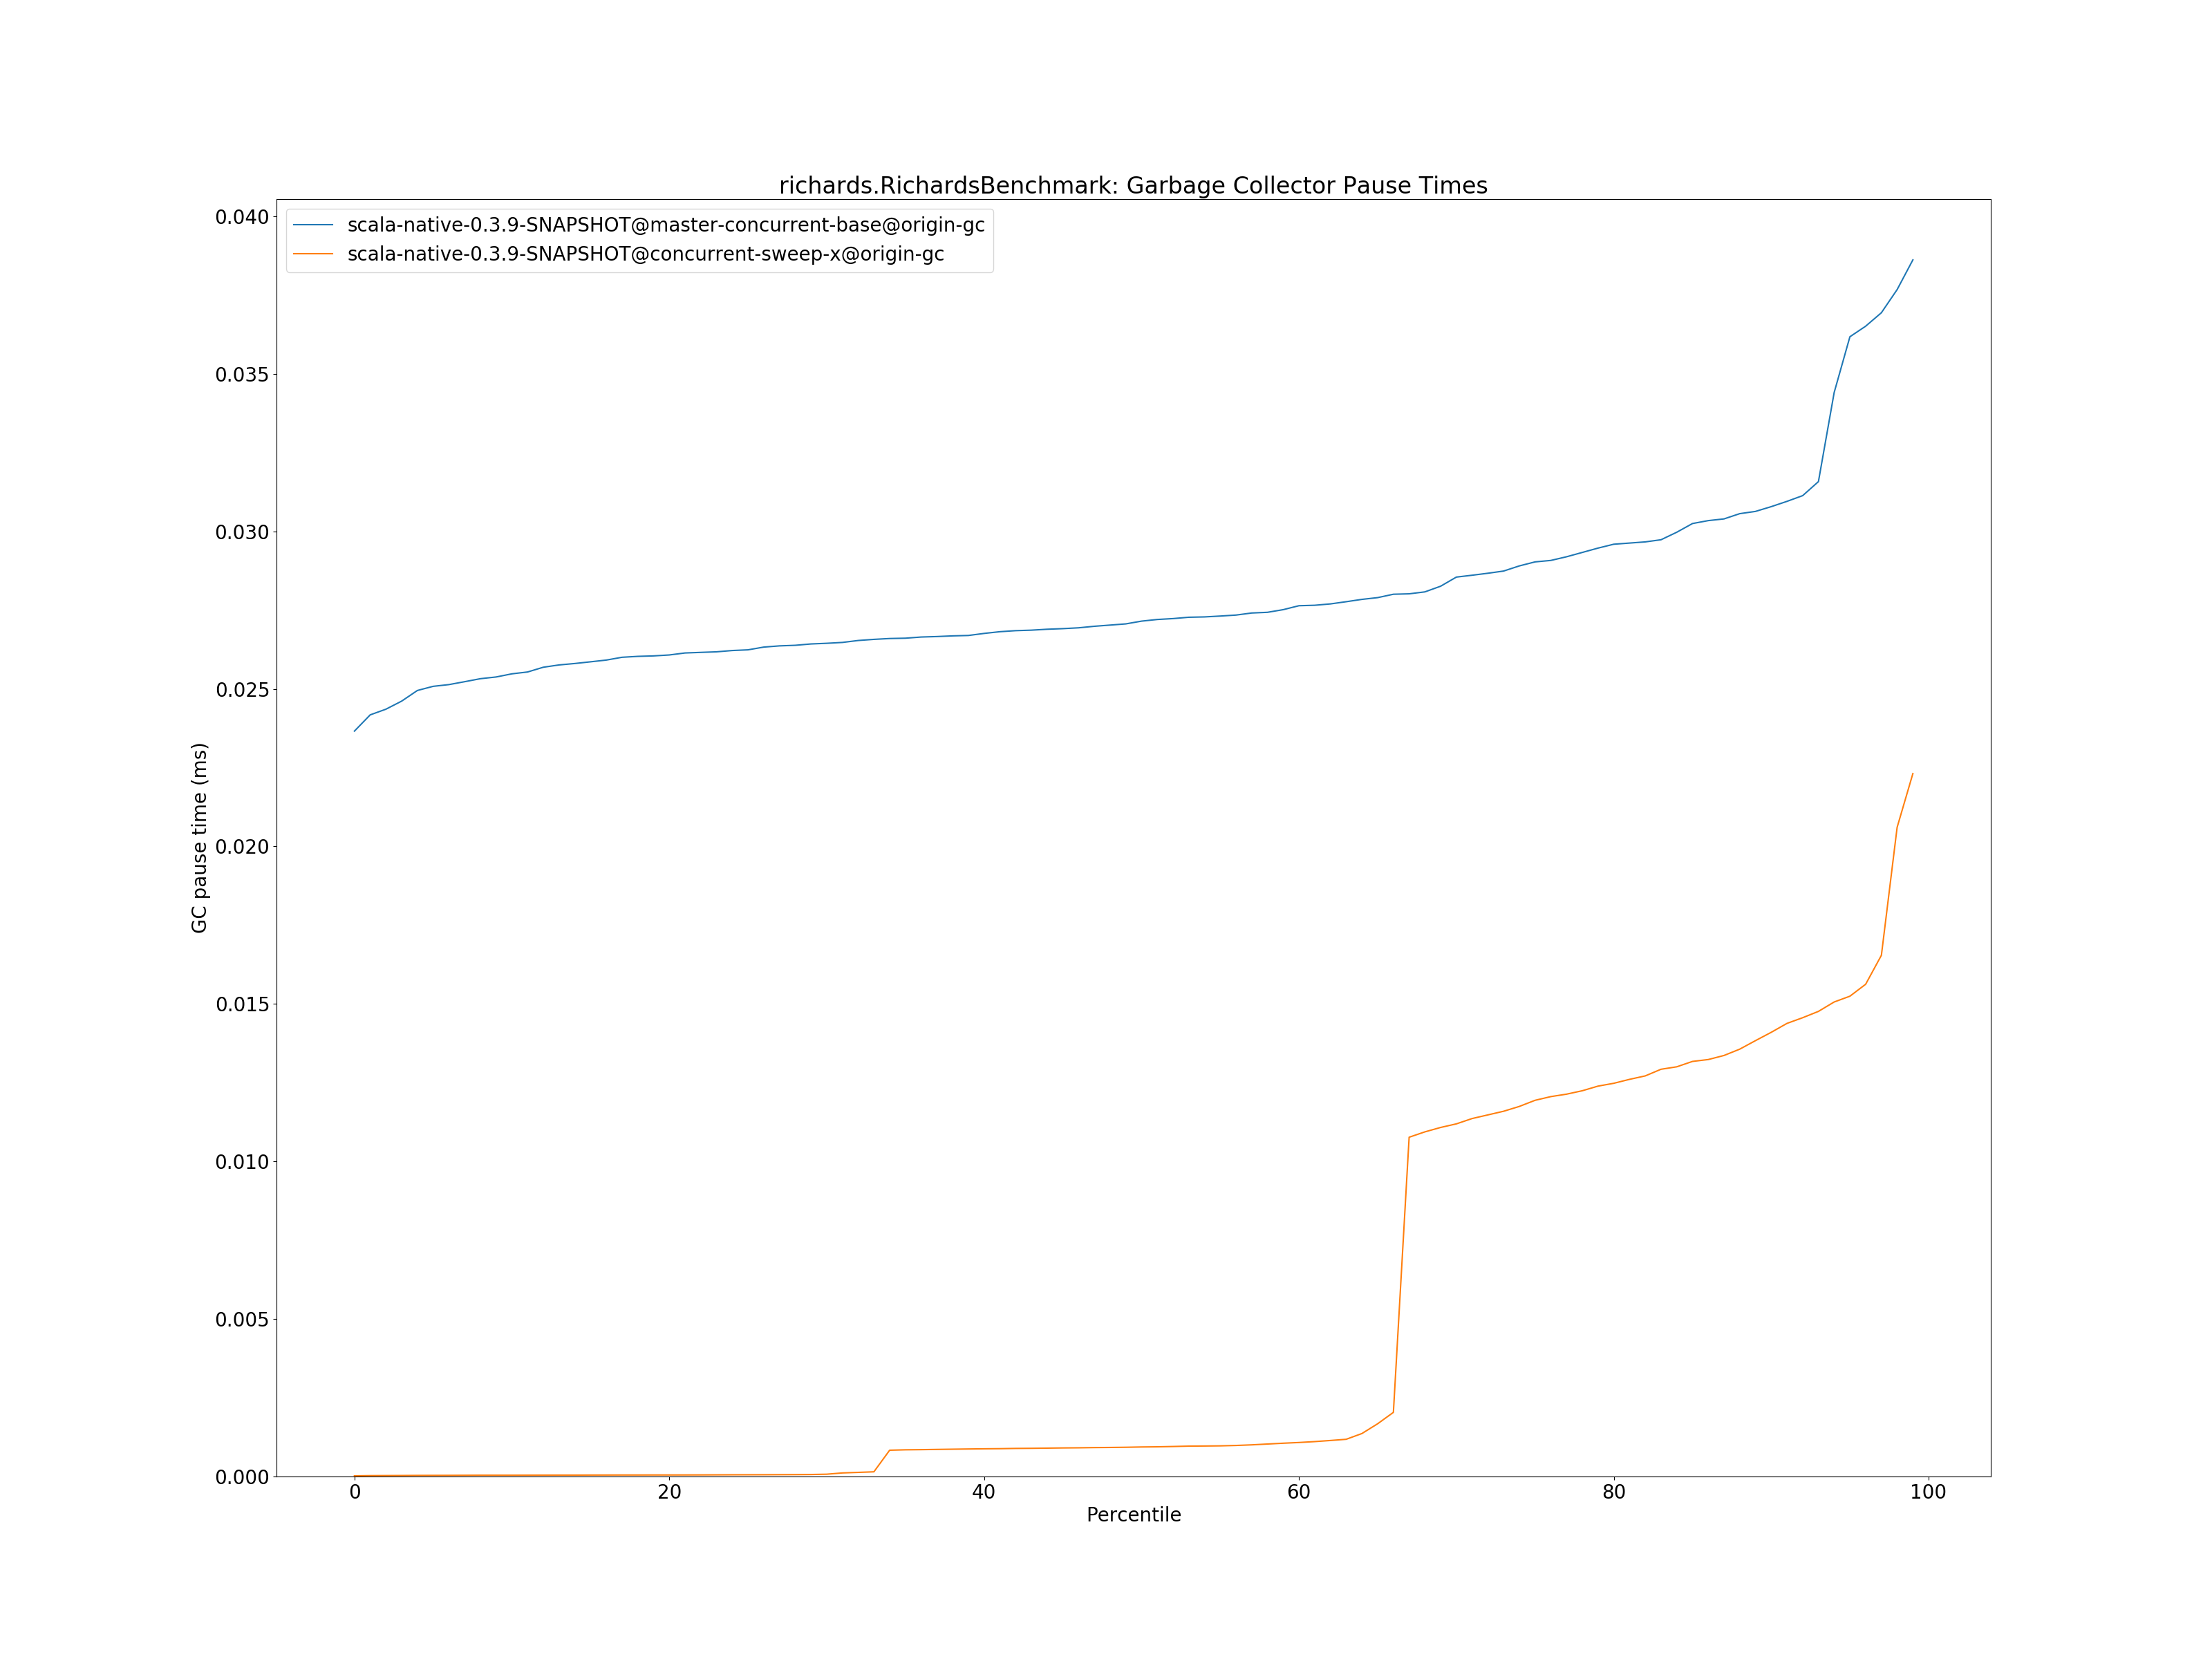 richards.RichardsBenchmark: Garbage Collector Pause Times
scala-native-0.3.9-SNAPSHOT@master-concurrent-base@origin-gc
scala-native-0.3.9-SNAPSHOT@concurrent-sweep-x@origin-gc
0.040
0.035
0.030
0.025
0.020
0.015
0.010
0.005
0.000
GC pause time (ms)
0 20 40 60 80 100
Percentile